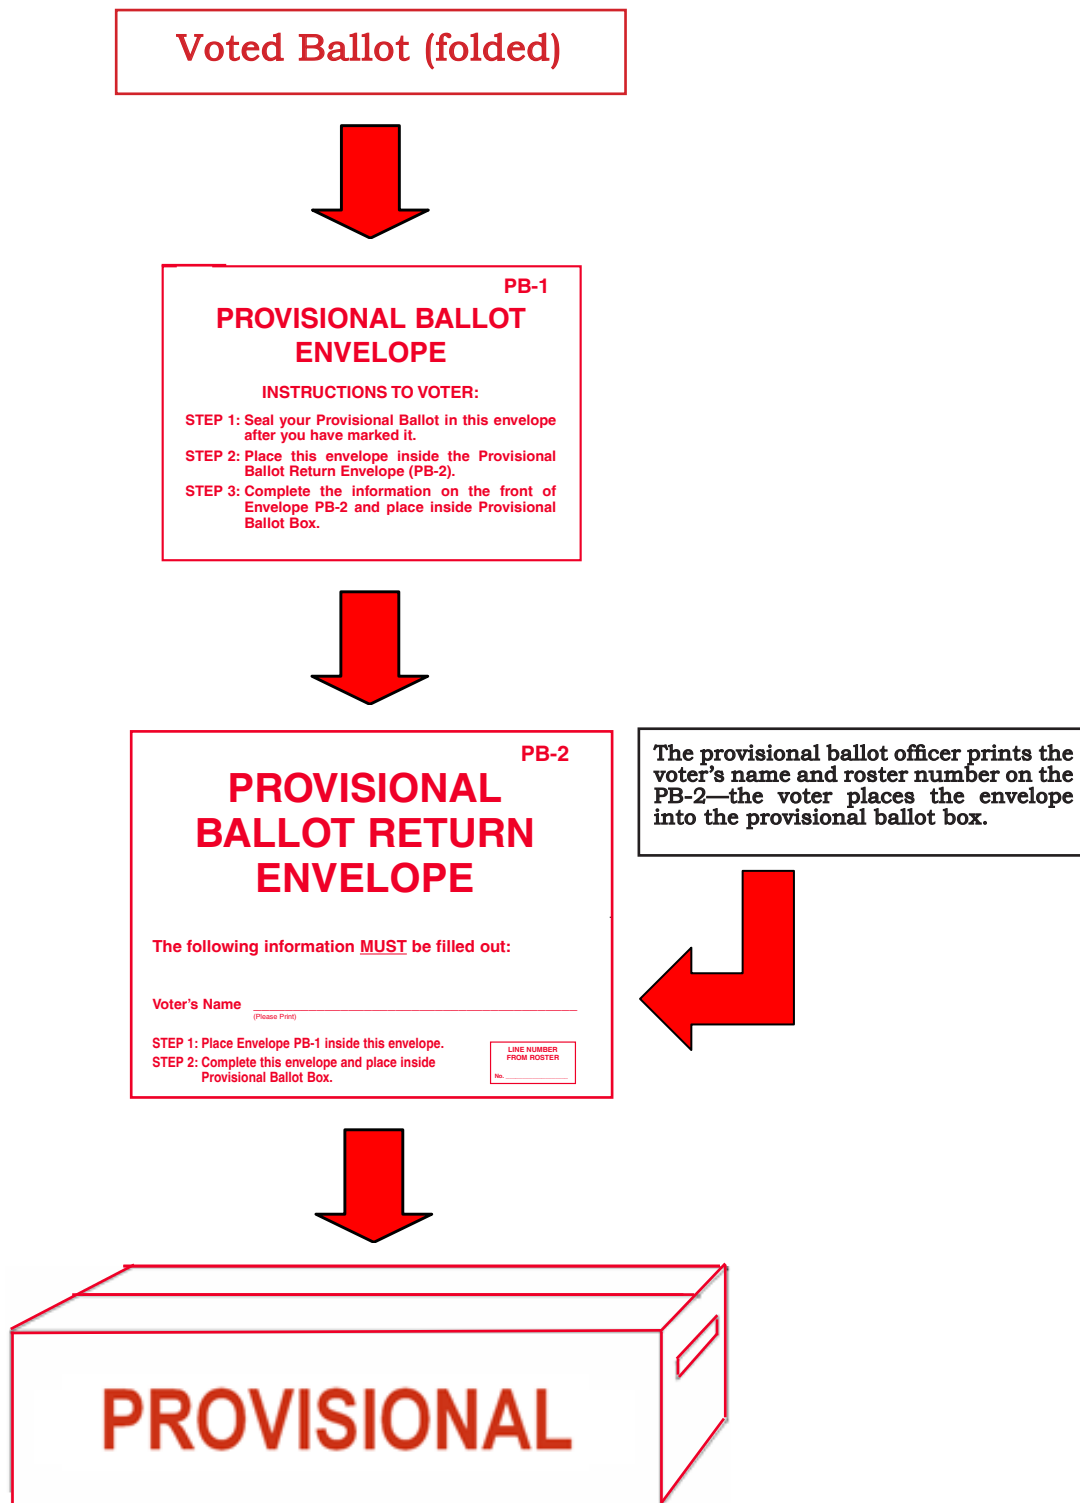 Voted Ballot (folded)
PB-1
PROVISIONAL BALLOT
ENVELOPE
INSTRUCTIONS TO VOTER:
STEP 1: Seal your Provisional Ballot in this envelope
after you have marked it.
STEP 2: Place this envelope inside the Provisional
Ballot Return Envelope (PB-2).
STEP 3: Complete the information on the front of
Envelope PB-2 and place inside Provisional
Ballot Box.
PB-2
PROVISIONAL
BALLOT RETURN
ENVELOPE
The following information MUST be filled out:
Voter's Name
(Please Print)
STEP 1: Place Envelope PB-1 inside this envelope.
STEP 2: Complete this envelope and place inside
Provisional Ballot Box.
LINE NUMBER
FROM ROSTER
No.
The provisional ballot officer prints the
voter's name and roster number on the
PB-2—the voter places the envelope
into the provisional ballot box.
PROVISIONAL